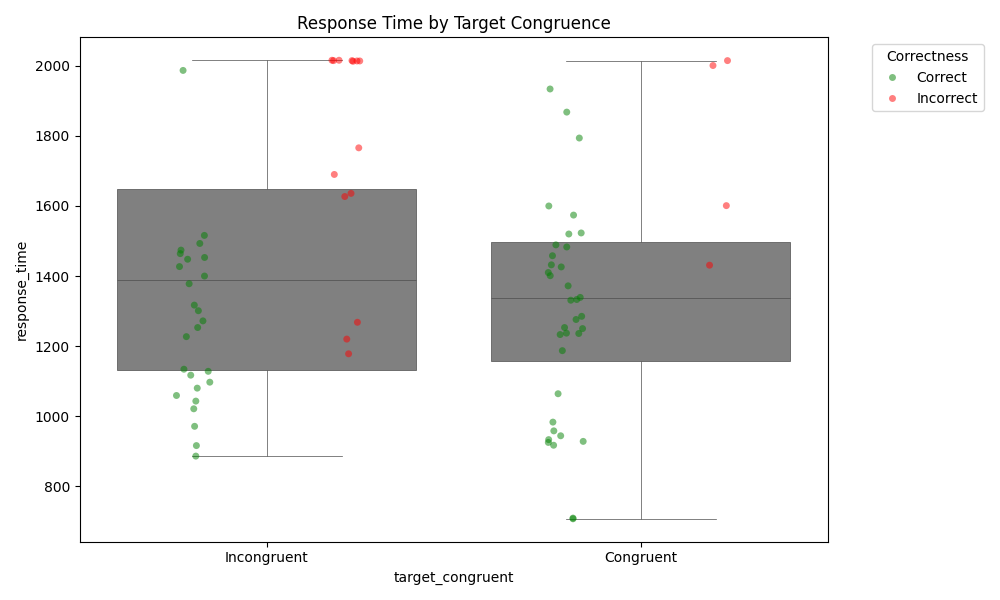 Response Time by Target Congruence
Correctness
Correct
Incorrect
response_time
2000
1800
1600
1400
1200
1000
800
Incongruent
Congruent
target_congruent